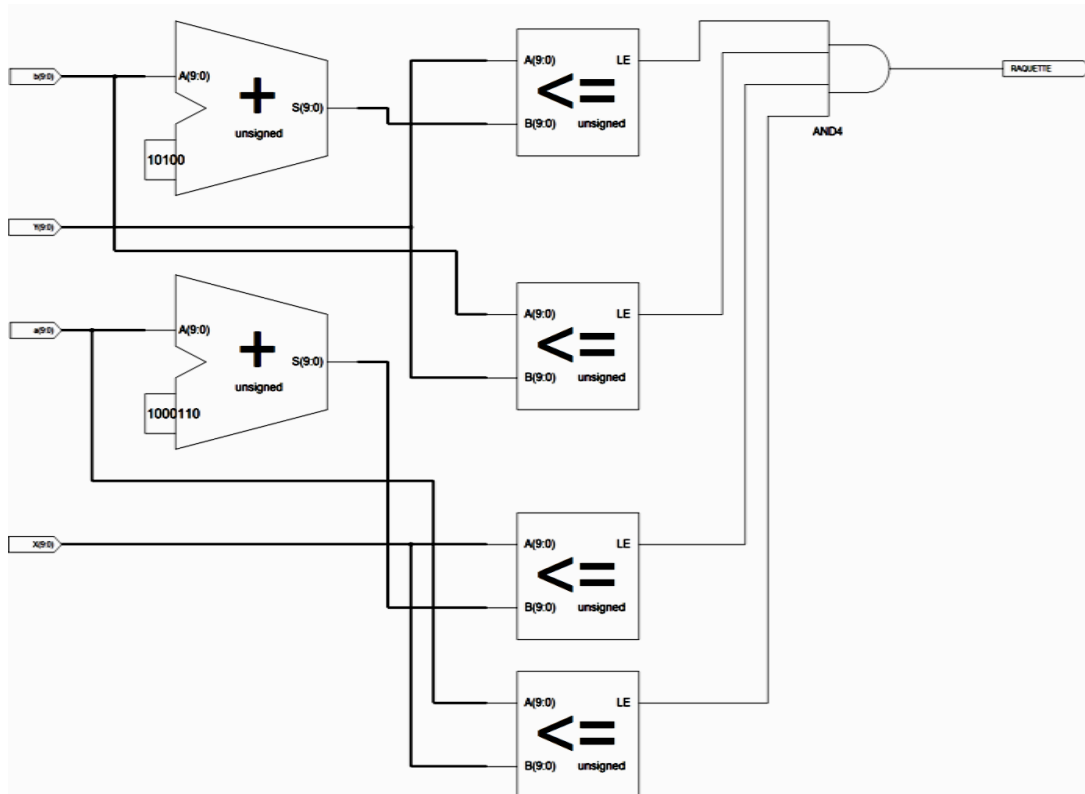 b(9:0)
A(9:0)
+
S(9:0)
unsigned
10100
A(9:0)
LE
<=
B(9:0)
unsigned
AND4
RAQUETTE
Y(9:0)
A(9:0)
LE
<=
B(9:0)
unsigned
a(9:0)
A(9:0)
+
S(9:0)
unsigned
1000110
X(9:0)
A(9:0)
LE
<=
B(9:0)
unsigned
A(9:0)
LE
<=
B(9:0)
unsigned